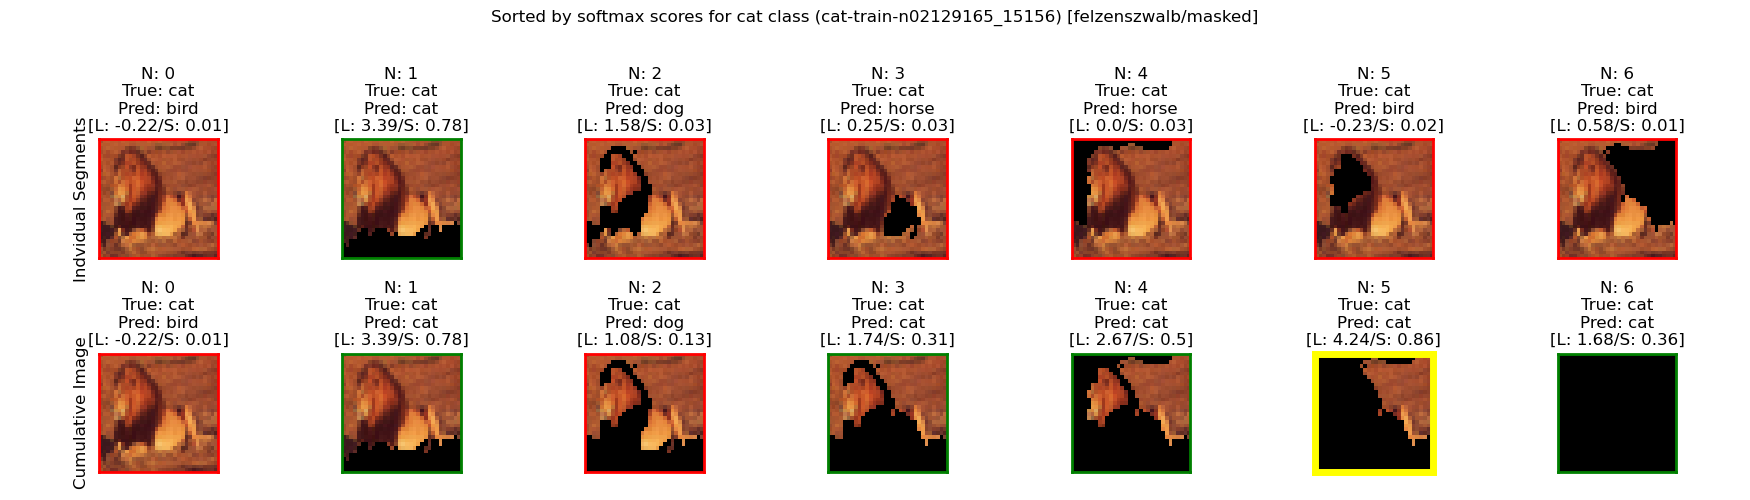 Sorted by softmax scores for cat class (cat-train-n02129165_15156) [felzenszwalb/masked]
Indvidual Segments
N: 0
True: cat
Pred: bird
[L: -0.22/S: 0.01]
N: 1
True: cat
Pred: cat
[L: 3.39/S: 0.78]
N: 2
True: cat
Pred: dog
[L: 1.58/S: 0.03]
N: 3
True: cat
Pred: horse
[L: 0.25/S: 0.03]
N: 4
True: cat
Pred: horse
[L: 0.0/S: 0.03]
N: 5
True: cat
Pred: bird
[L: -0.23/S: 0.02]
N: 6
True: cat
Pred: bird
[L: 0.58/S: 0.01]
Cumulative Image
N: 0
True: cat
Pred: bird
[L: -0.22/S: 0.01]
N: 1
True: cat
Pred: cat
[L: 3.39/S: 0.78]
N: 2
True: cat
Pred: dog
[L: 1.08/S: 0.13]
N: 3
True: cat
Pred: cat
[L: 1.74/S: 0.31]
N: 4
True: cat
Pred: cat
[L: 2.67/S: 0.5]
N: 5
True: cat
Pred: cat
[L: 4.24/S: 0.86]
N: 6
True: cat
Pred: cat
[L: 1.68/S: 0.36]